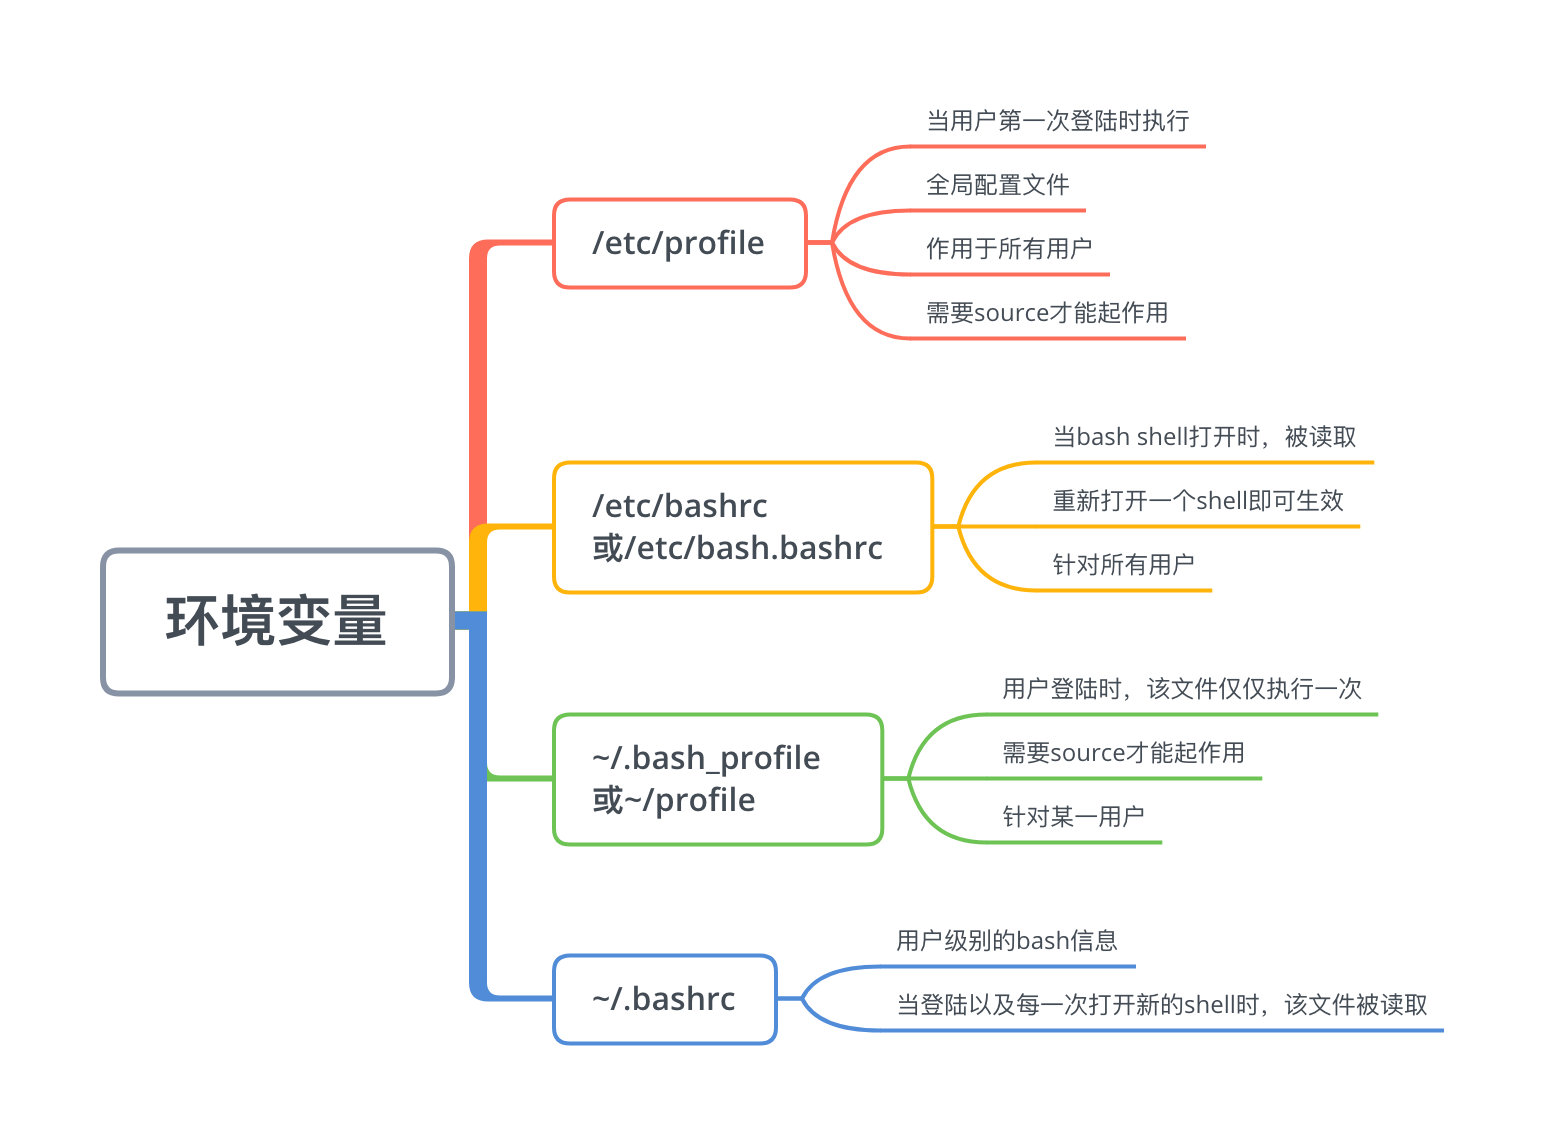 环境变量
/etc/profile
当用户第一次登陆时执行
全局配置文件
作用于所有用户
需要source才能起作用
/etc/bashrc
或/etc/bash.bashrc
当bash shell打开时，被读取
重新打开一个shell即可生效
针对所有用户
~/.bash_profile
或~/profile
用户登陆时，该文件仅仅执行一次
需要source才能起作用
针对某一用户
~/.bashrc
用户级别的bash信息
当登陆以及每一次打开新的shell时，该文件被读取